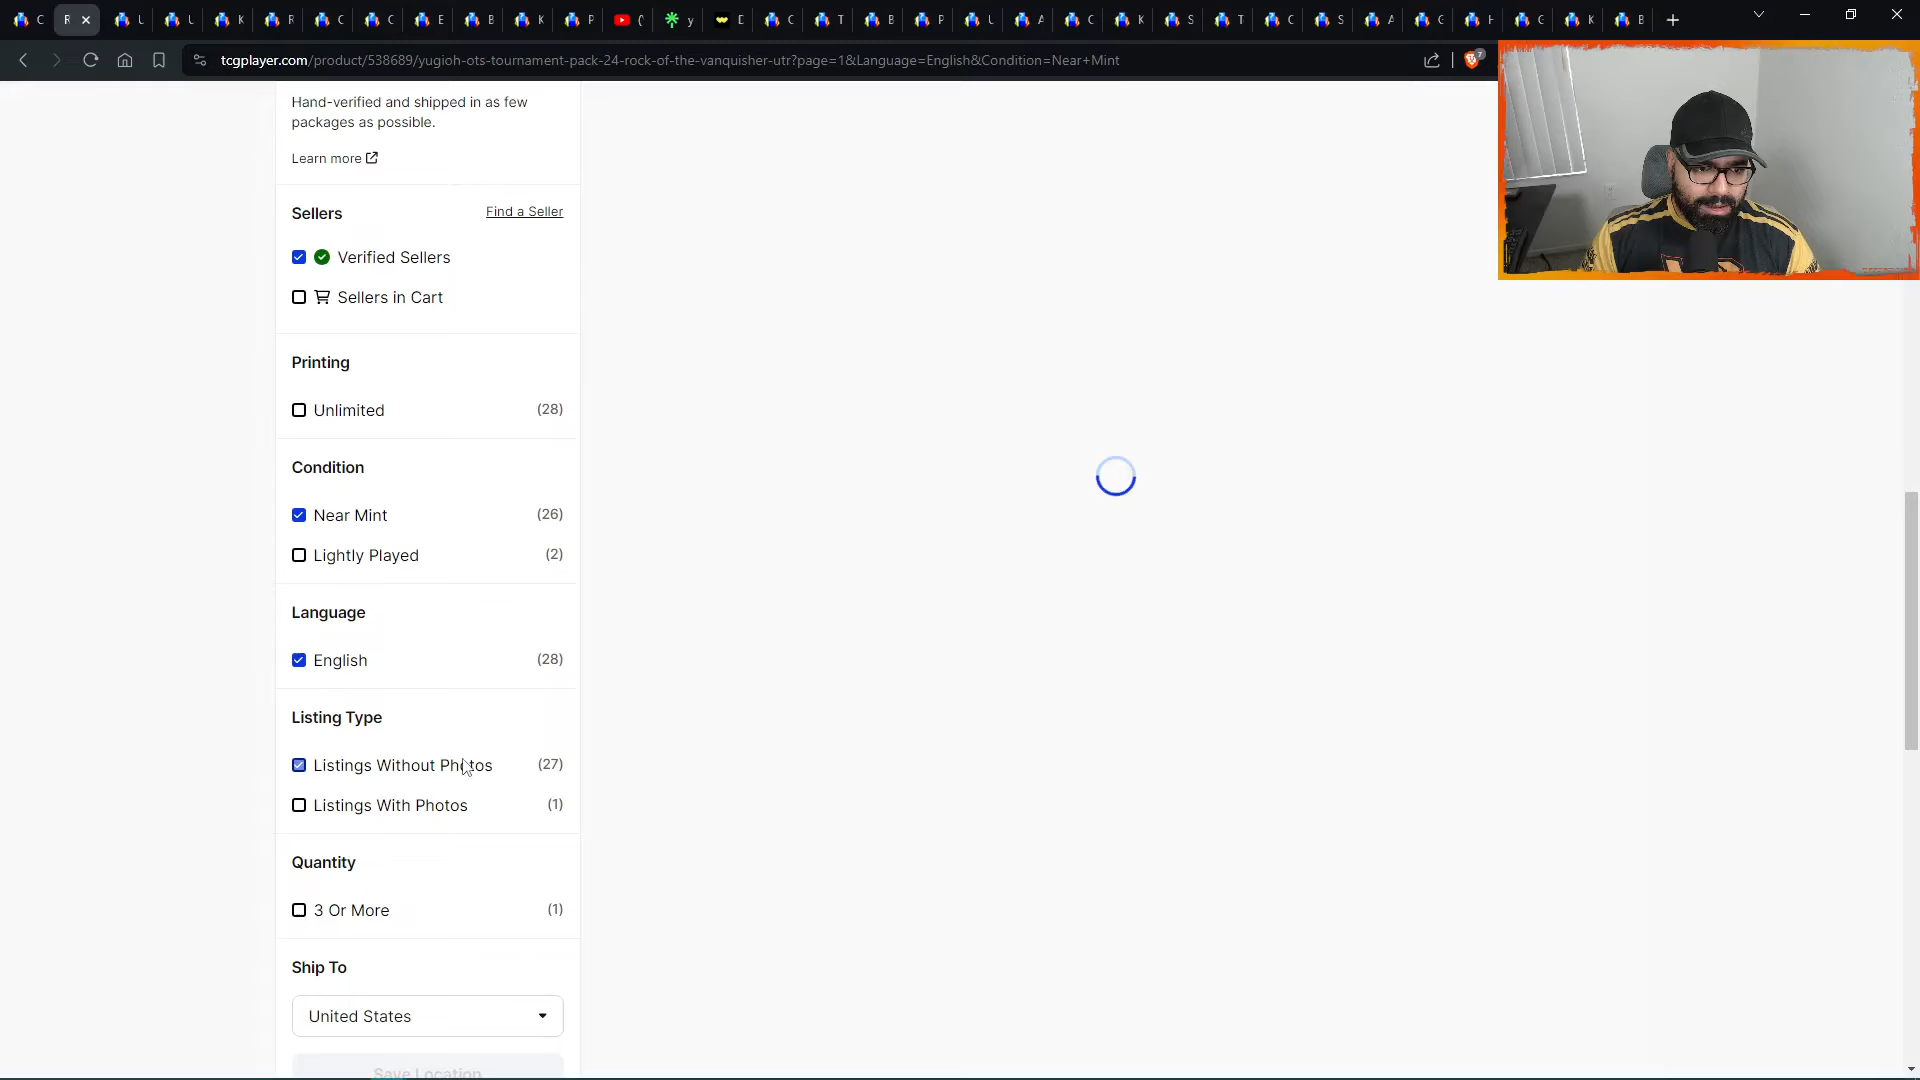 C R U U K R C C E B K P ( y D C T B P U A C K S T C S A G H G K B
tcgplayer.com/product/538689/yugioh-ots-tournament-pack-24-rock-of-the-vanquisher-utr?page=1&Language=English&Condition=Near+Mint
Hand-verified and shipped in as few
packages as possible.
Learn more
Sellers Find a Seller
Verified Sellers
Sellers in Cart
Printing
Unlimited (28)
Condition
Near Mint (26)
Lightly Played (2)
Language
English (28)
Listing Type
Listings Without Photos (27)
Listings With Photos (1)
Quantity
3 Or More (1)
Ship To
United States
Save Location